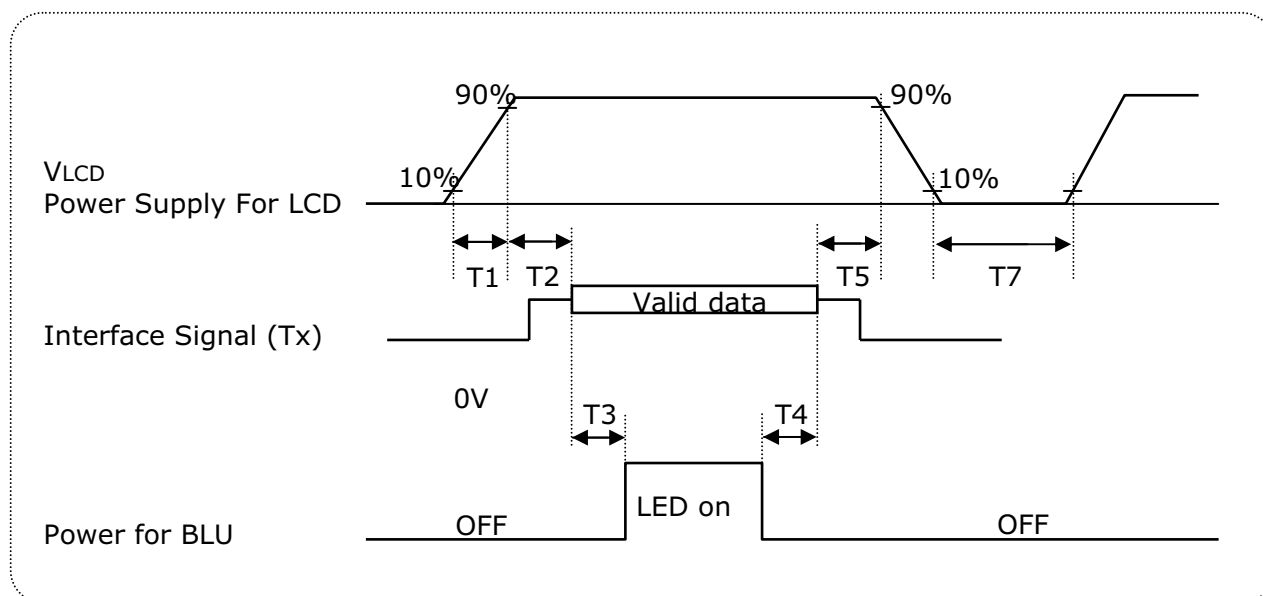 90%
90%
VLCD
10%
10%
Power Supply For LCD
T1
T2
T5
T7
Valid data
Interface Signal (Tx)
0V
T3
T4
LED on
Power for BLU
OFF
OFF